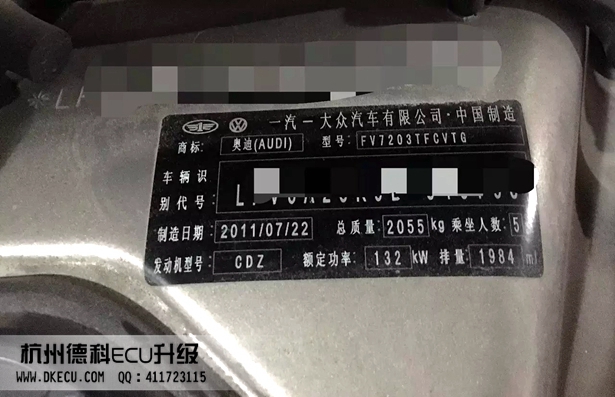 一汽一大众汽车有限公司·中国制造
商标: 奥迪(AUDI) 型号: FV7203TFCVTG
车辆识
别代号:
制造日期: 2011/07/22 总质量: 2055 kg 乘坐人数: 5
发动机型号: CDZ 额定功率: 132 kW 排量: 1984 ml
杭州德科ECU升级
WWW.DKECU.COM QQ:411723115